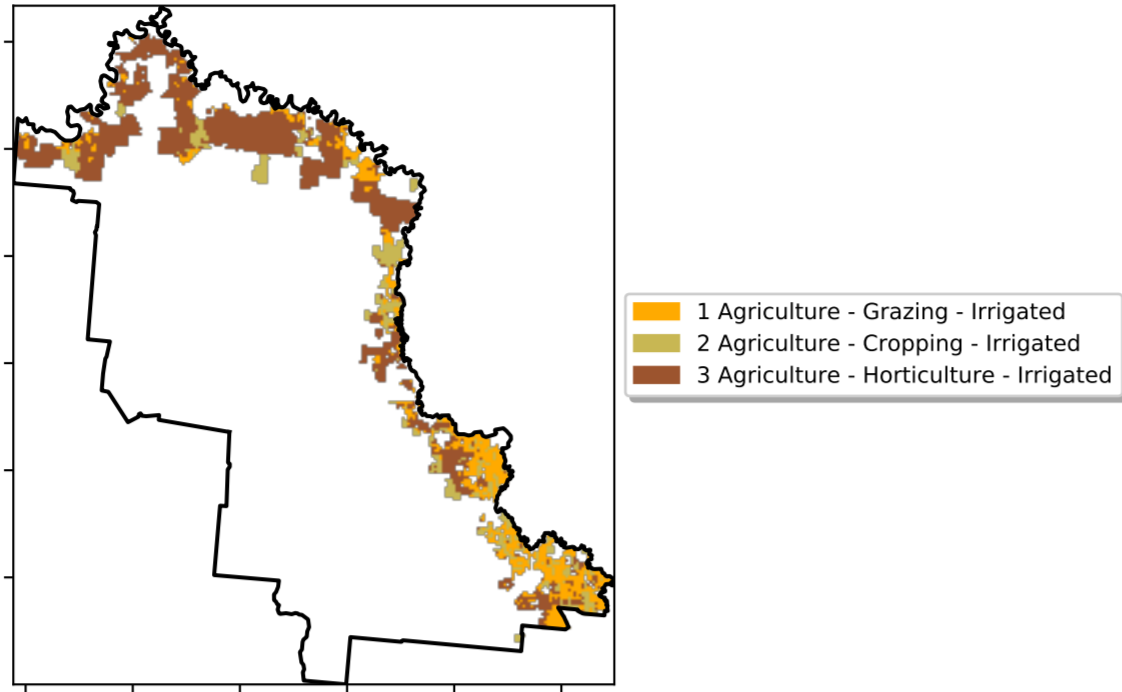 1 Agriculture - Grazing - Irrigated
2 Agriculture - Cropping - Irrigated
3 Agriculture - Horticulture - Irrigated